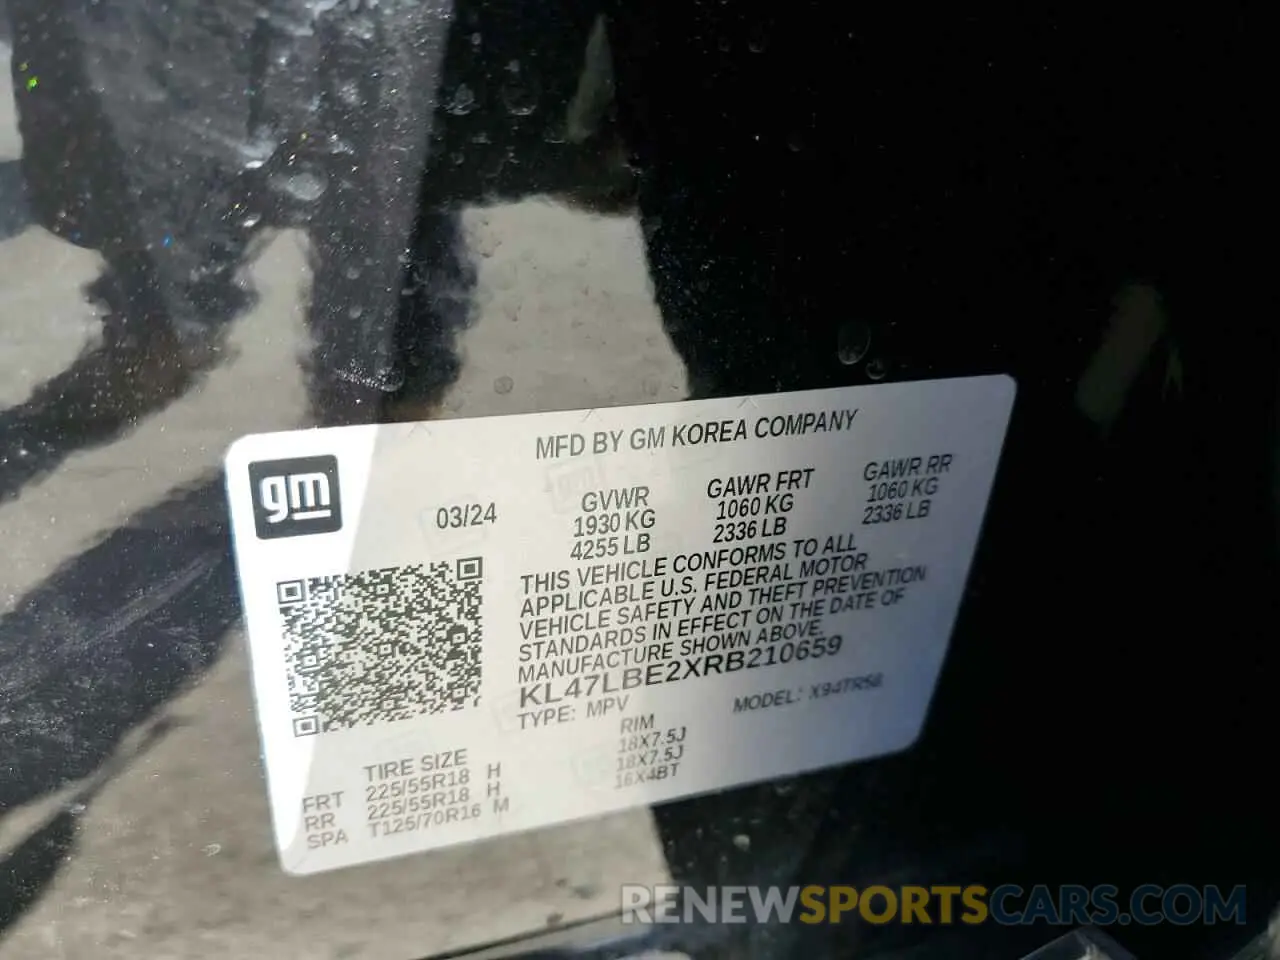 MFD BY GM KOREA COMPANY
gm
03/24
GVWR
1930 KG
4255 LB
GAWR FRT
1060 KG
2336 LB
GAWR RR
1060 KG
2336 LB
THIS VEHICLE CONFORMS TO ALL
APPLICABLE U.S. FEDERAL MOTOR
VEHICLE SAFETY AND THEFT PREVENTION
STANDARDS IN EFFECT ON THE DATE OF
MANUFACTURE SHOWN ABOVE.
KL47LBE2XRB210659
TYPE: MPV
MODEL:
TIRE SIZE
RIM
FRT 225/55R18 H 18X7.5J
RR 225/55R18 H 18X7.5J
SPA T125/70R16 M 16X4BT
RENEWSPORTSCARS.COM